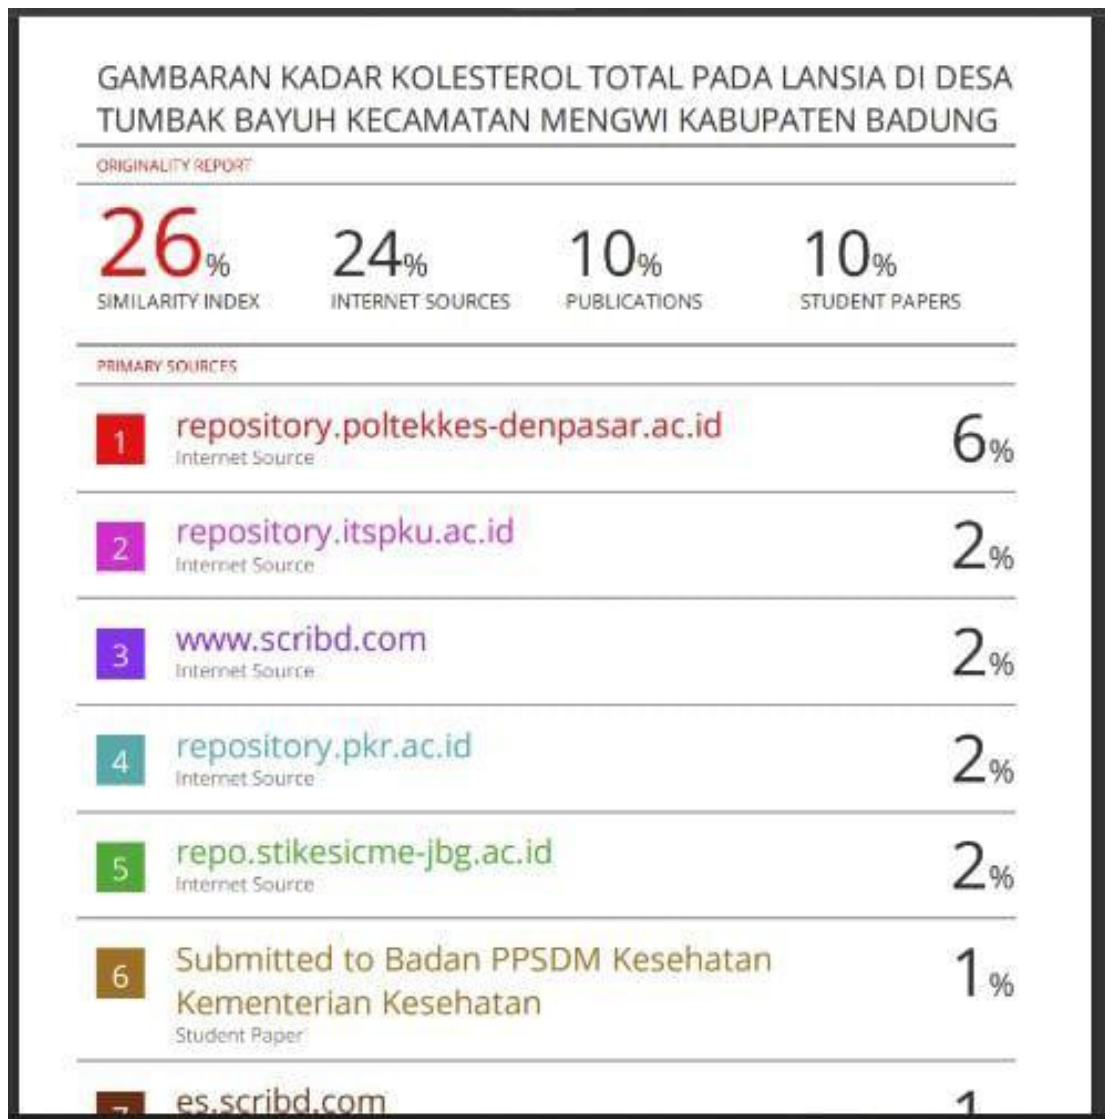 GAMBARAN KADAR KOLESTEROL TOTAL PADA LANSIA DI DESA
TUMBAK BAYUH KECAMATAN MENGWI KABUPATEN BADUNG
ORIGINALITY REPORT
26% 24% 10% 10%
SIMILARITY INDEX INTERNET SOURCES PUBLICATIONS STUDENT PAPERS
PRIMARY SOURCES
1 repository.poltekkes-denpasar.ac.id 6%
Internet Source
2 repository.itspku.ac.id 2%
Internet Source
3 www.scribd.com 2%
Internet Source
4 repository.pkr.ac.id 2%
Internet Source
5 repo.stikesicme-jbg.ac.id 2%
Internet Source
6 Submitted to Badan PPSDM Kesehatan 1%
Kementerian Kesehatan
Student Paper
7 es.scribd.com 1